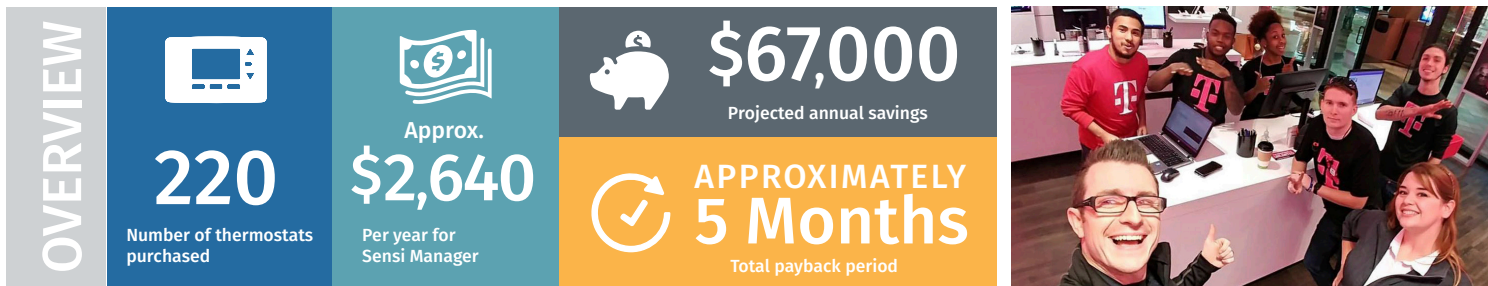 OVERVIEW
220
Number of thermostats
purchased
Approx.
$2,640
Per year for
Sensi Manager
$67,000
Projected annual savings
APPROXIMATELY
5 Months
Total payback period
T
T
T
T